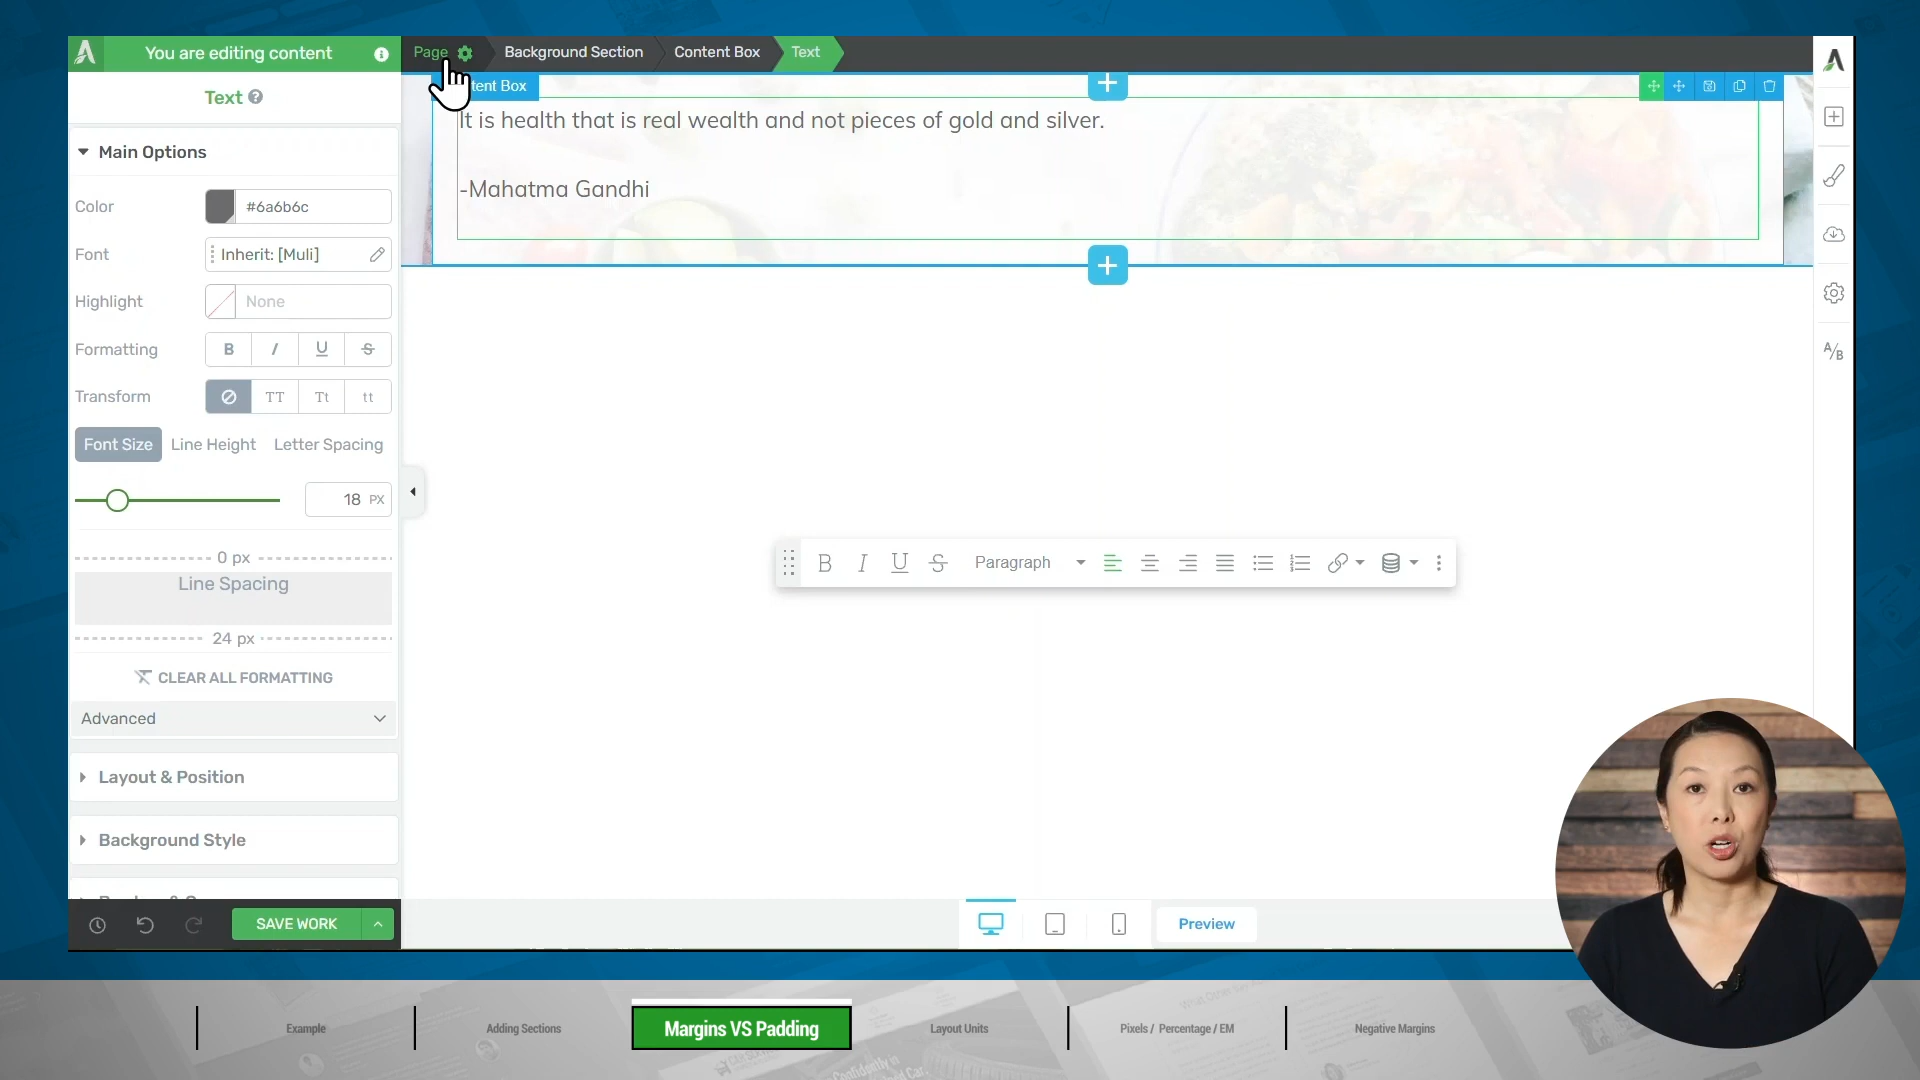 You are editing content
Page
Background Section
Content Box
Text
Text
Main Options
Color
#6a6b6c
Font
Inherit: [Muli]
Highlight
None
Formatting
B I U S
Transform
TT Tt tt
Font Size
Line Height
Letter Spacing
18 PX
0 px
Line Spacing
24 px
CLEAR ALL FORMATTING
Advanced
Layout & Position
Background Style
SAVE WORK
tent Box
It is health that is real wealth and not pieces of gold and silver.
-Mahatma Gandhi
B I U S Paragraph
Preview
A/B
Example
Adding Sections
Margins VS Padding
Layout Units
Pixels / Percentage / EM
Negative Margins